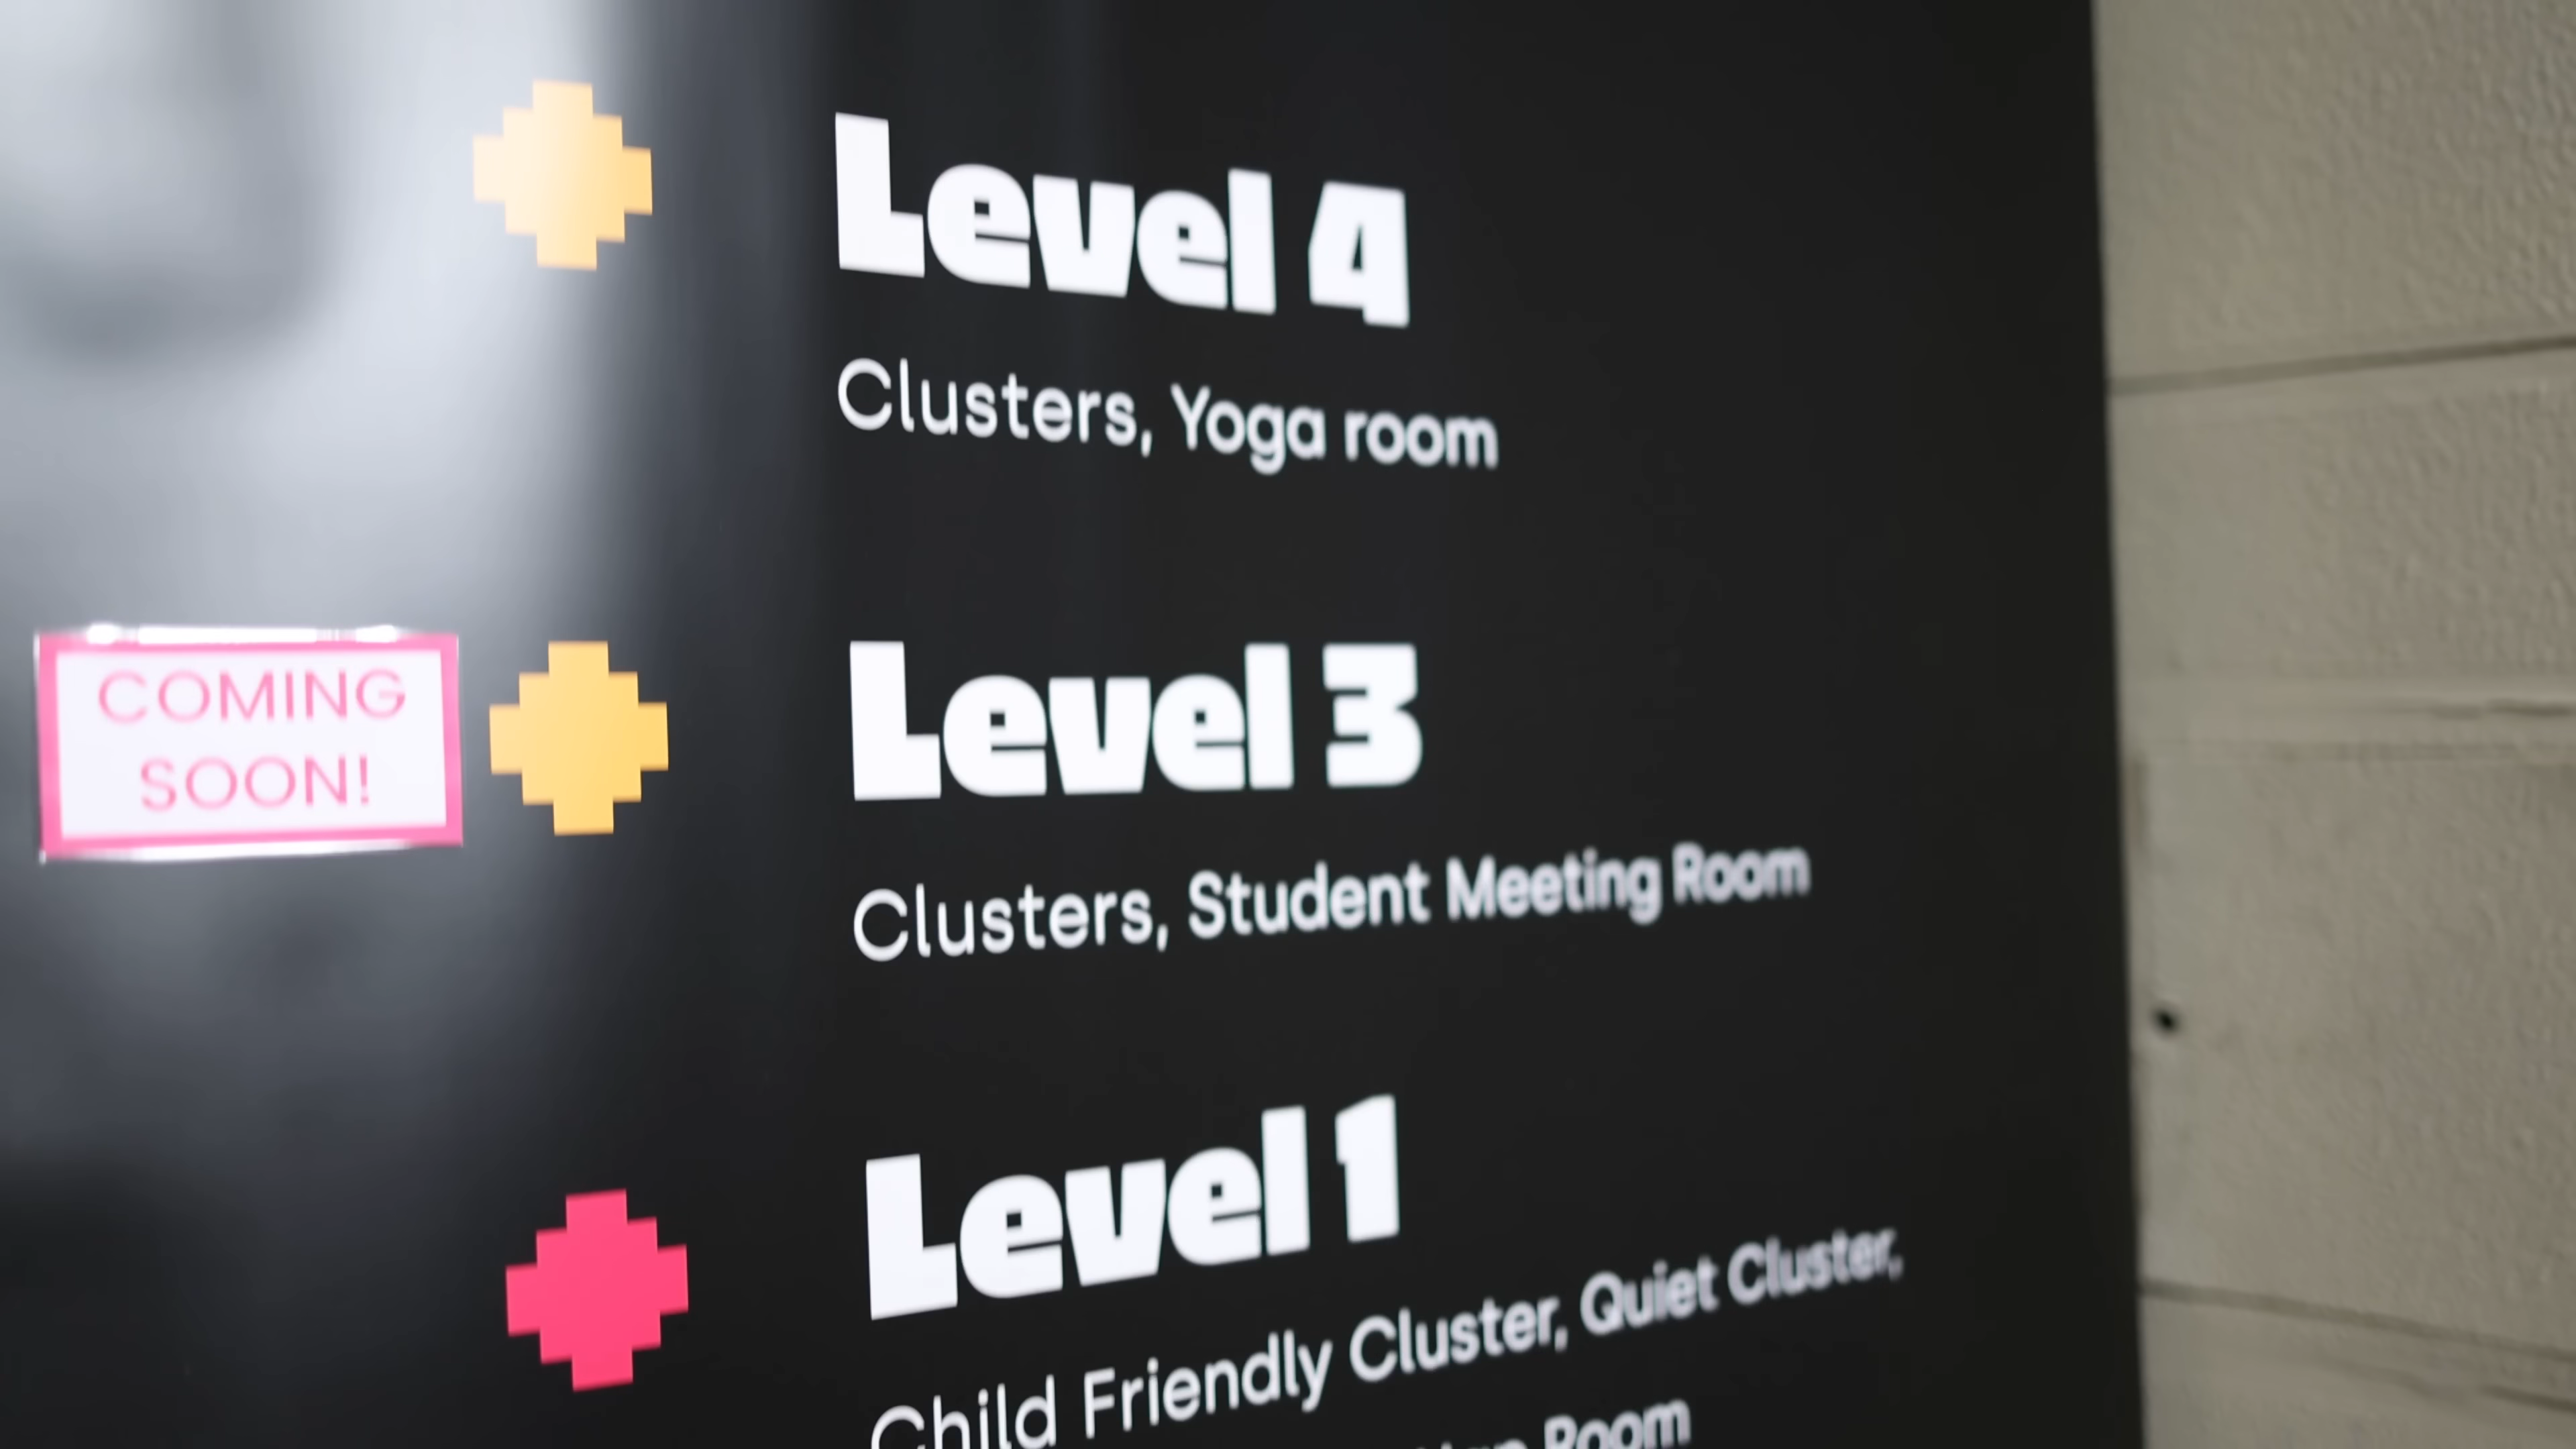 Level 4
Clusters, Yoga room
COMING
SOON!
Level 3
Clusters, Student Meeting Room
Level 1
Child Friendly Cluster, Quiet Cluster,
Room